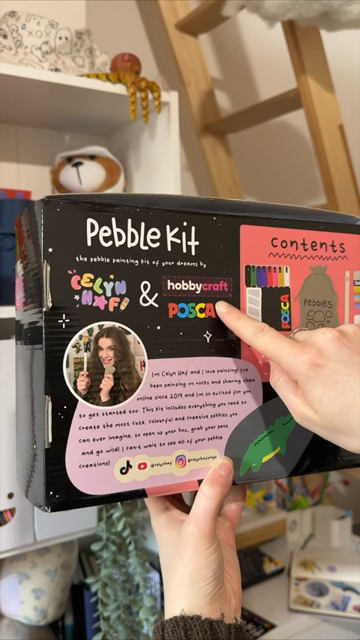 Pebble Kit
the pebble painting kit of your dreams by
CELYN
HAF!
&
hobbycraft
POSCA
Contents
POSCA
PEBBLES
I'm Celyn Haf and I love painting! I've
been painting on rocks and sharing them
online since 2019 and I'm so excited for you
to get started too. This kit includes everything you need to
create the most cute, colourful and creative pebbles you
can ever imagine, so open up your box, grab your pens
and go wild! I can't wait to see all of your pebble
creations!